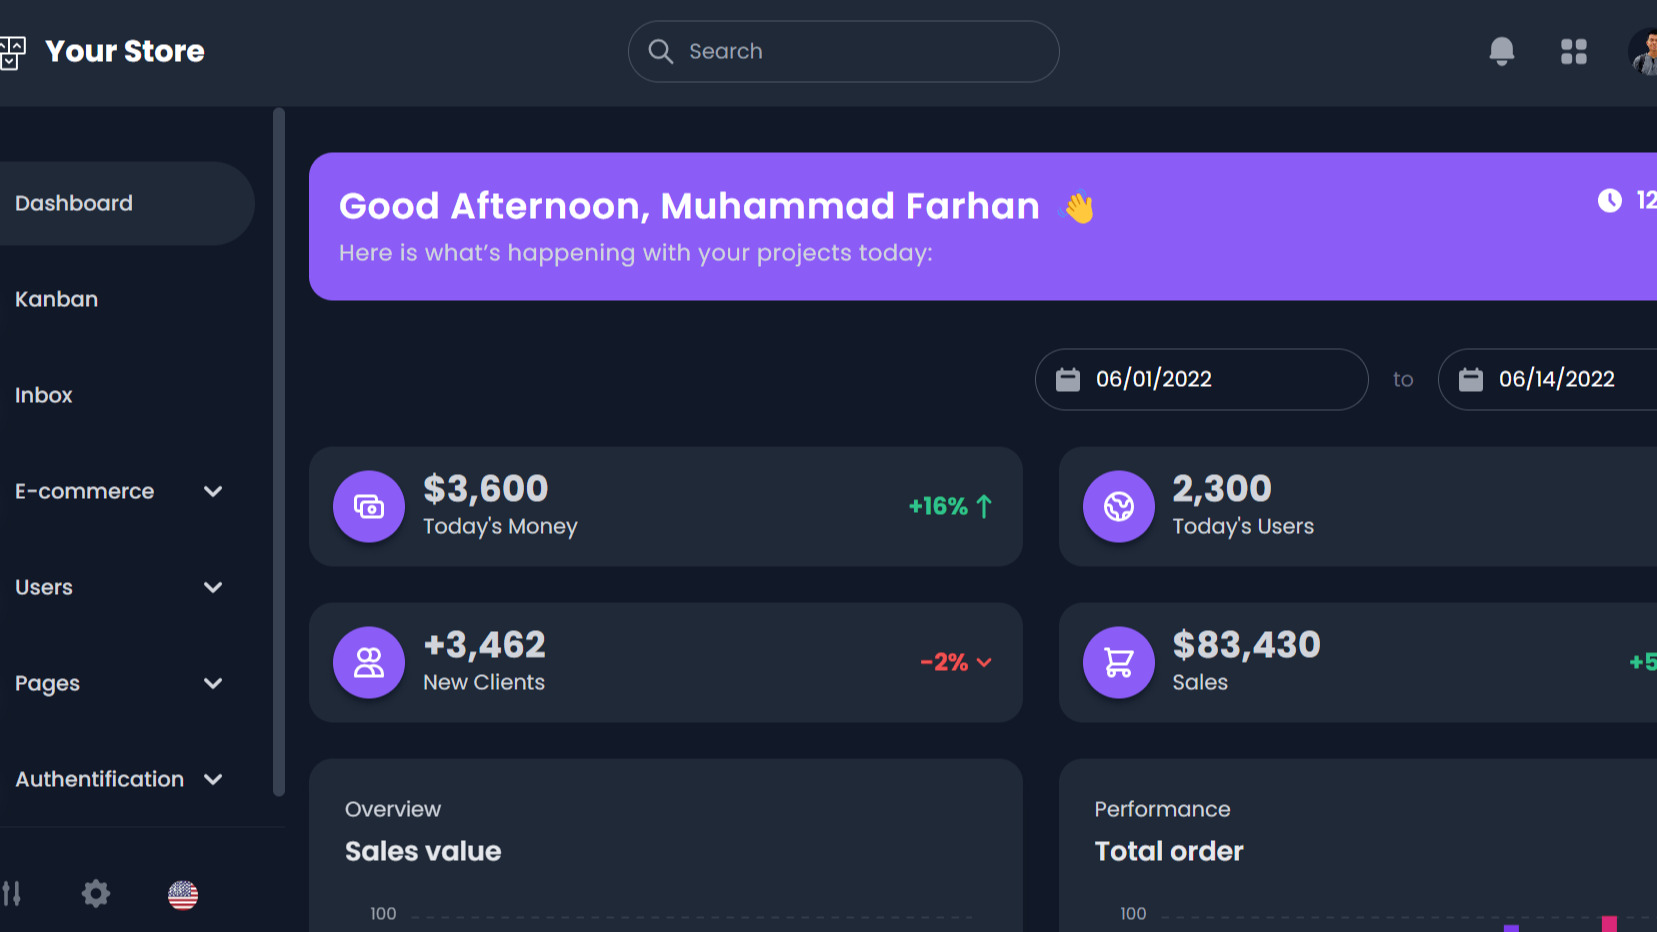 Your Store
Search
Dashboard
Kanban
Inbox
E-commerce
Users
Pages
Authentification
Good Afternoon, Muhammad Farhan 👋
Here is what’s happening with your projects today:
12
06/01/2022
to
06/14/2022
$3,600
Today's Money
+16%
2,300
Today's Users
+3,462
New Clients
-2%
$83,430
Sales
+5
Overview
Sales value
100
Performance
Total order
100